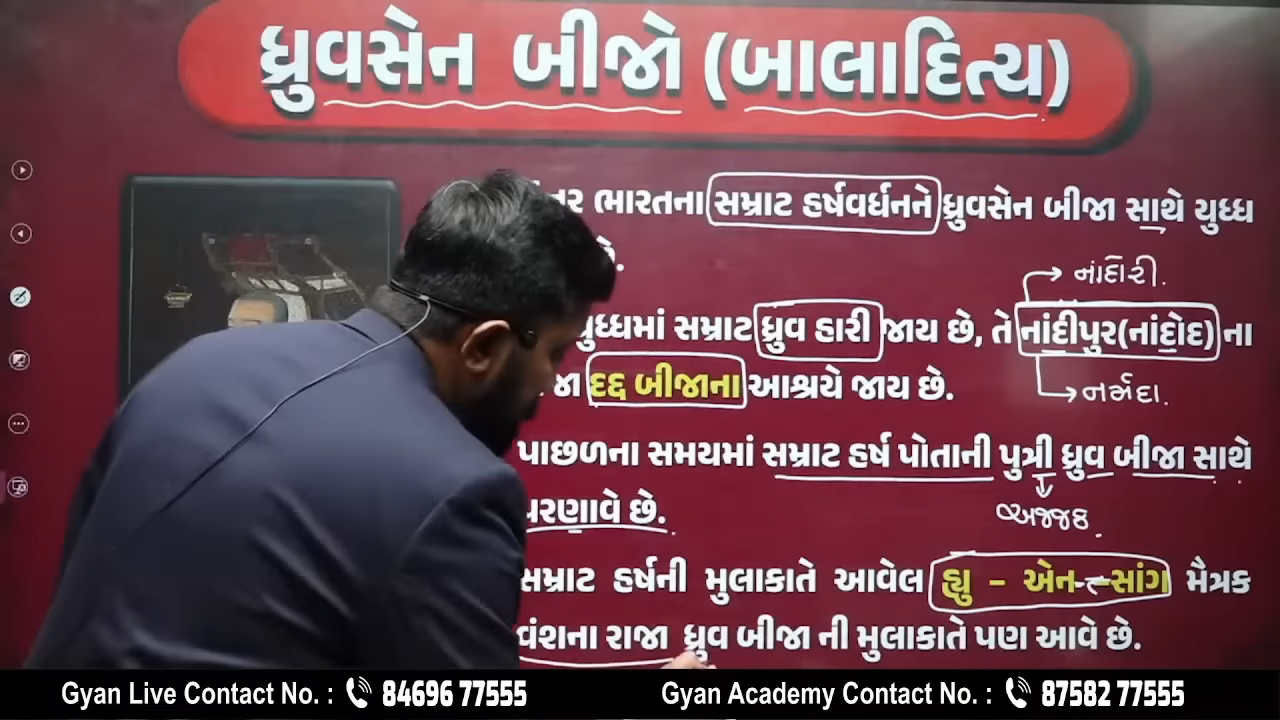 ધ્રુવસેન બીજો (બાલાદિત્ય)
ભારતના સમ્રાટ હર્ષવર્ધનને ધ્રુવસેન બીજા સાથે યુધ્ધ
નાંદોરી.
યુધ્ધમાં સમ્રાટ ધ્રુવ હારી જાય છે, તે નાંદીપુર(નાંદોદ) ના
દદ્દ બીજાના આશ્રયે જાય છે.
નર્મદા.
પાછળના સમયમાં સમ્રાટ હર્ષ પોતાની પુત્રી ધ્રુવ બીજા સાથે
પરણાવે છે.
સમ્રાટ હર્ષની મુલાકાતે આવેલ હ્યુ - એન - સાંગ મૈત્રક
વંશના રાજા ધ્રુવ બીજા ની મુલાકાતે પણ આવે છે.
Gyan Live Contact No. : 84696 77555
Gyan Academy Contact No. : 87582 77555